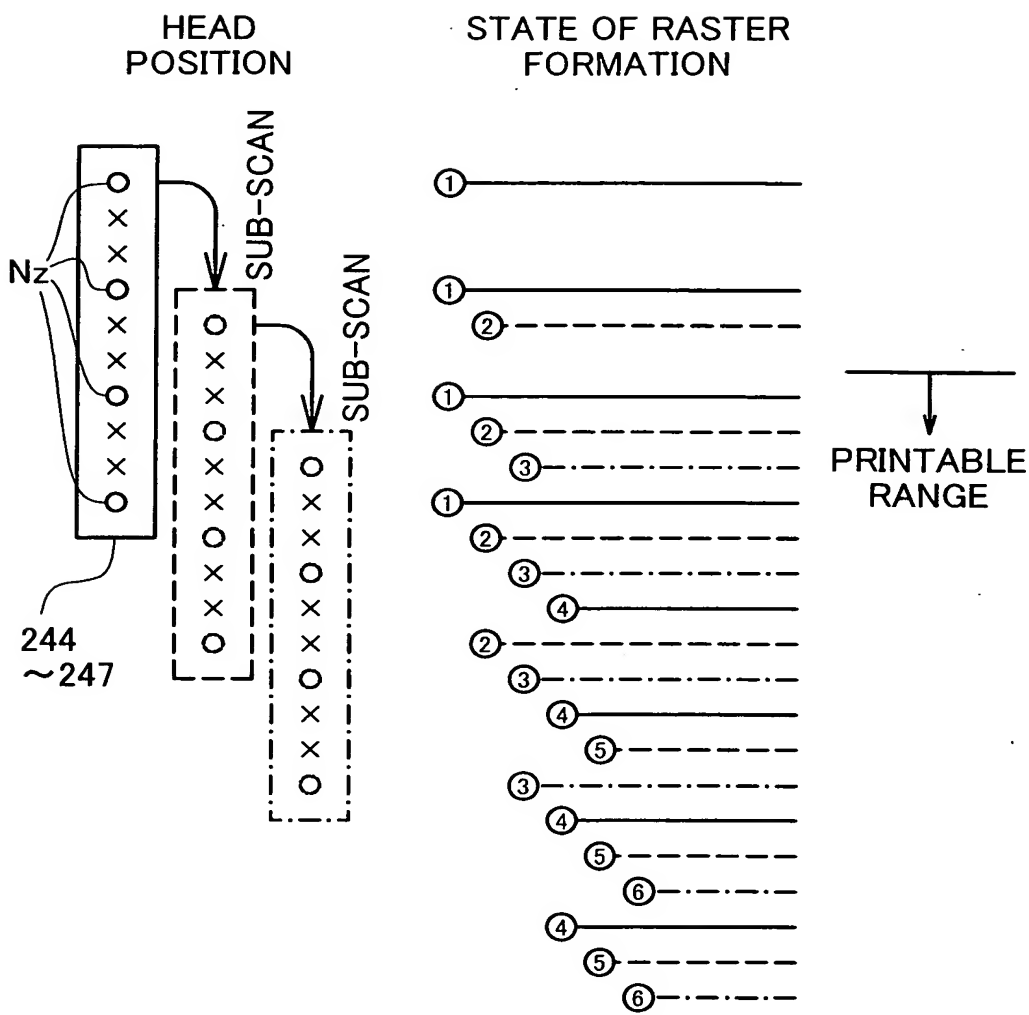 HEAD
POSITION
STATE OF RASTER
FORMATION
SUB-SCAN
SUB-SCAN
Nz
244
~247
PRINTABLE
RANGE
①
①
②
①
②
③
①
②
③
④
②
③
④
⑤
③
④
⑤
⑥
④
⑤
⑥